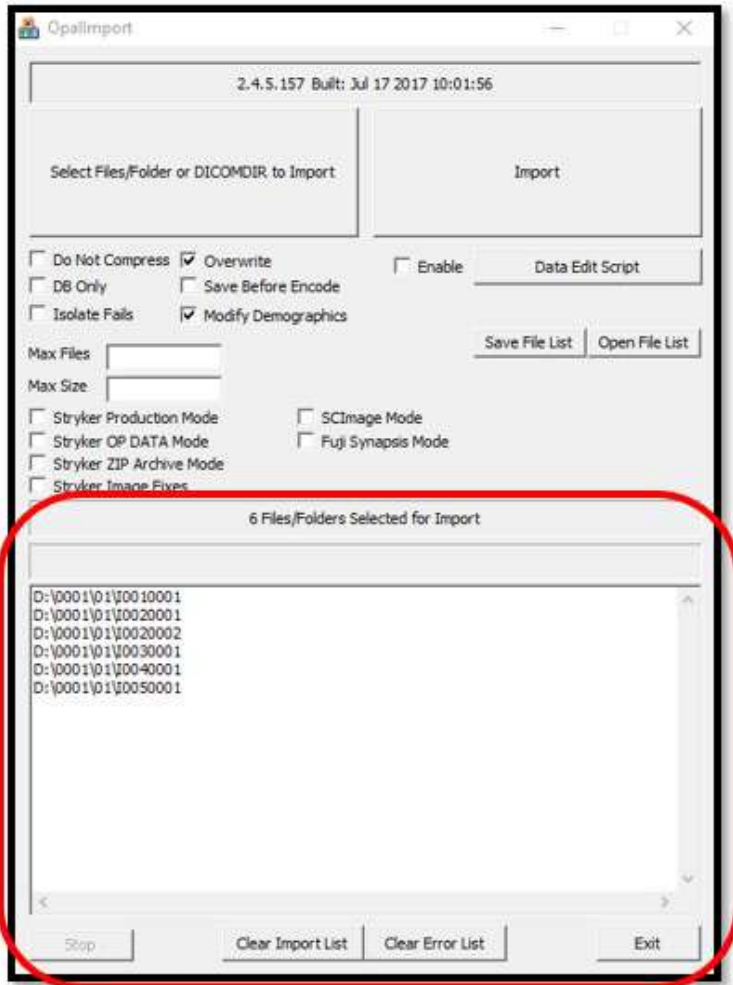 OpalImport
2.4.5.157 Built: Jul 17 2017 10:01:56
Select Files/Folder or DICOMDIR to Import Import
Do Not Compress Overwrite Enable Data Edit Script
DB Only Save Before Encode
Isolate Fails Modify Demographics
Save File List Open File List
Max Files
Max Size
Stryker Production Mode SCImage Mode
Stryker OP DATA Mode Fuji Synapsis Mode
Stryker ZIP Archive Mode
Stryker Image Fixes
6 Files/Folders Selected for Import
D:\0001\01\I0010001
D:\0001\01\I0020001
D:\0001\01\I0020002
D:\0001\01\I0030001
D:\0001\01\I0040001
D:\0001\01\I0050001
Stop Clear Import List Clear Error List Exit